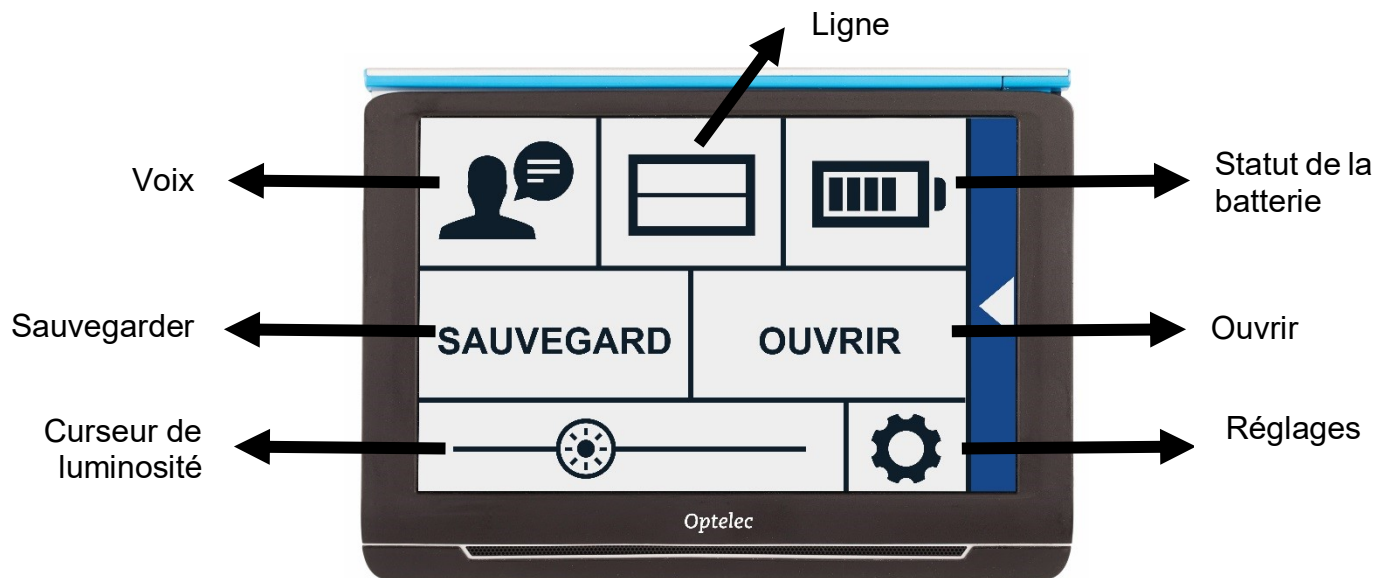 Ligne
Voix
Statut de la
batterie
Sauvegarder
SAUVEGARD
OUVRIR
Ouvrir
Curseur de
luminosité
Réglages
Optelec